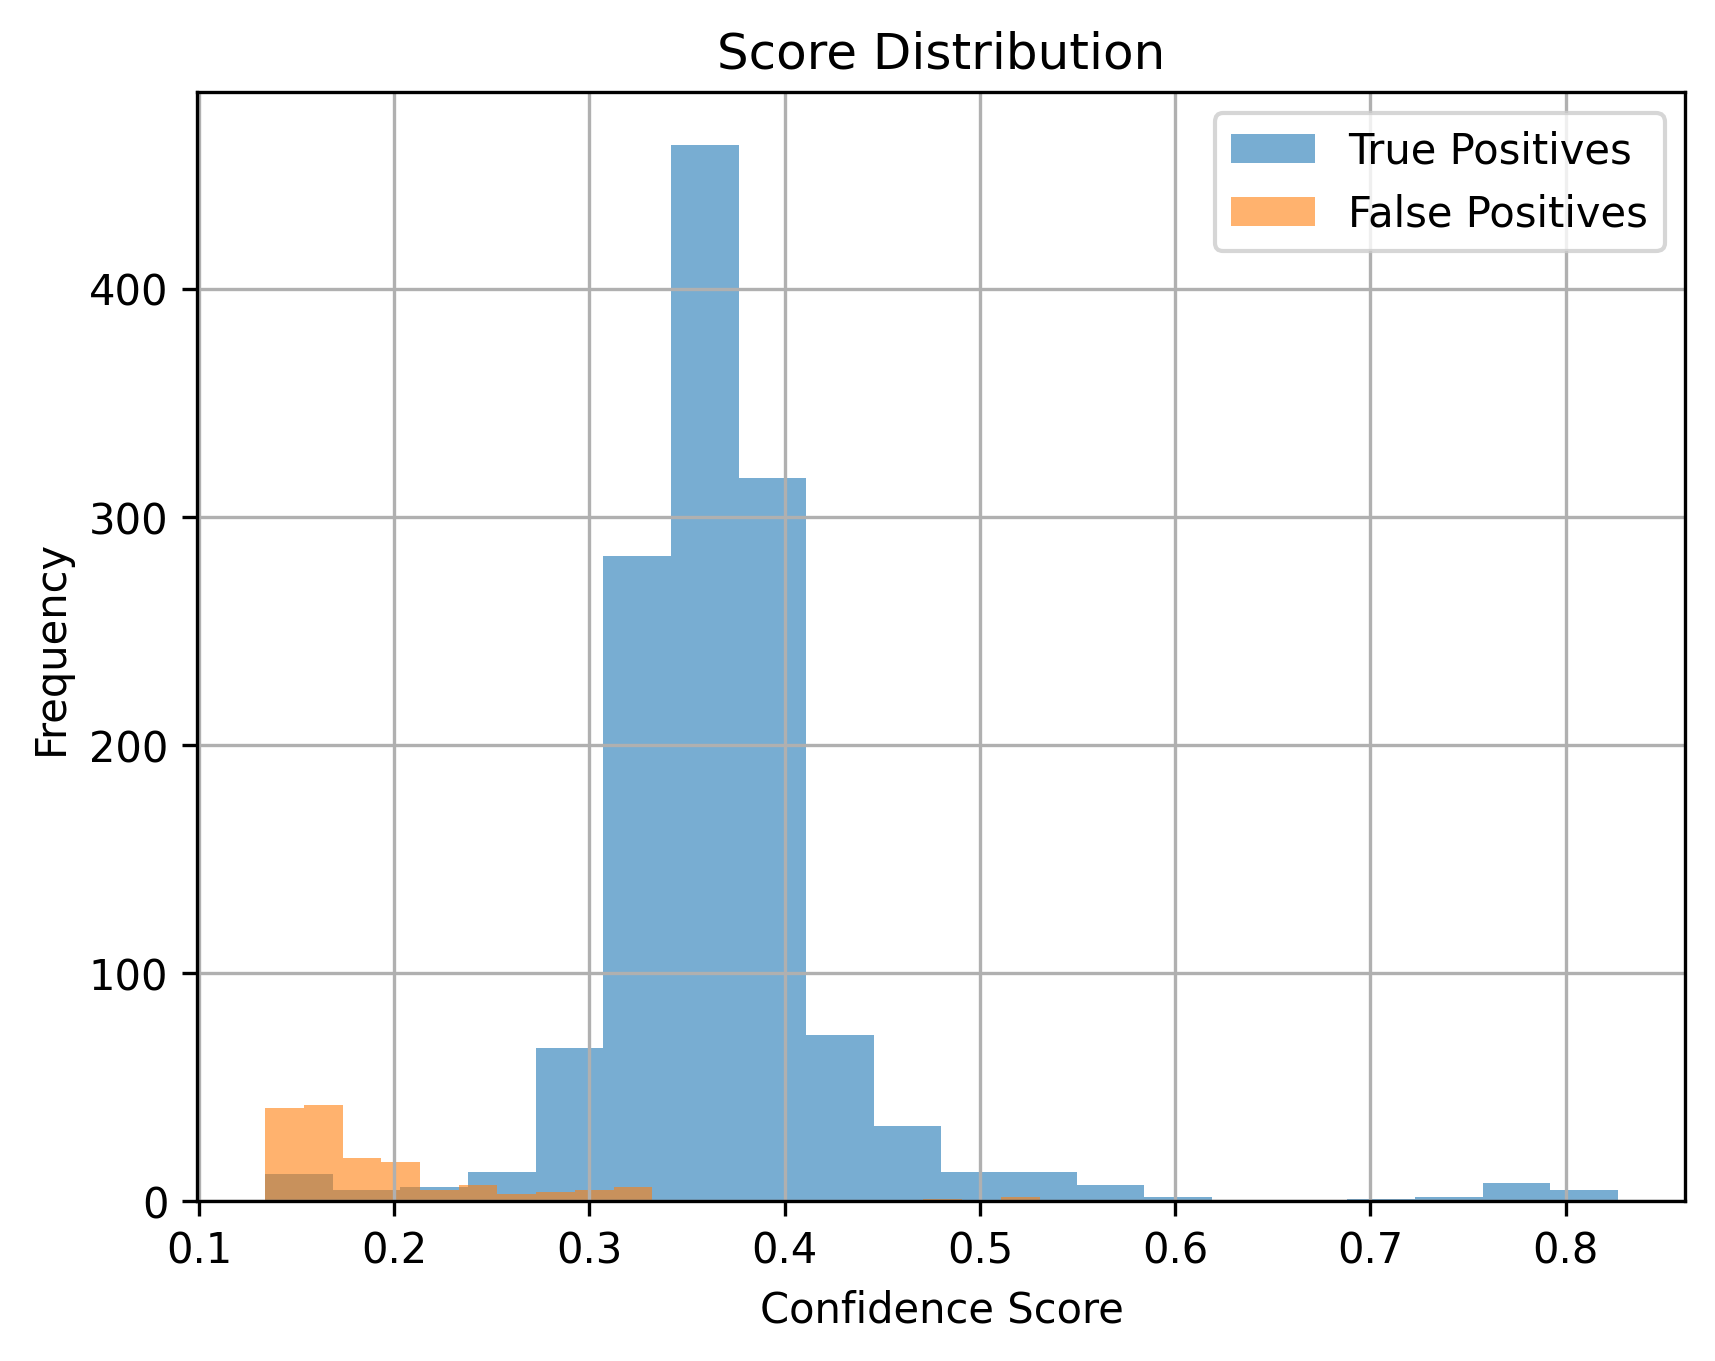 Score Distribution
True Positives
False Positives
Frequency
400
300
200
100
0
0.1 0.2 0.3 0.4 0.5 0.6 0.7 0.8
Confidence Score